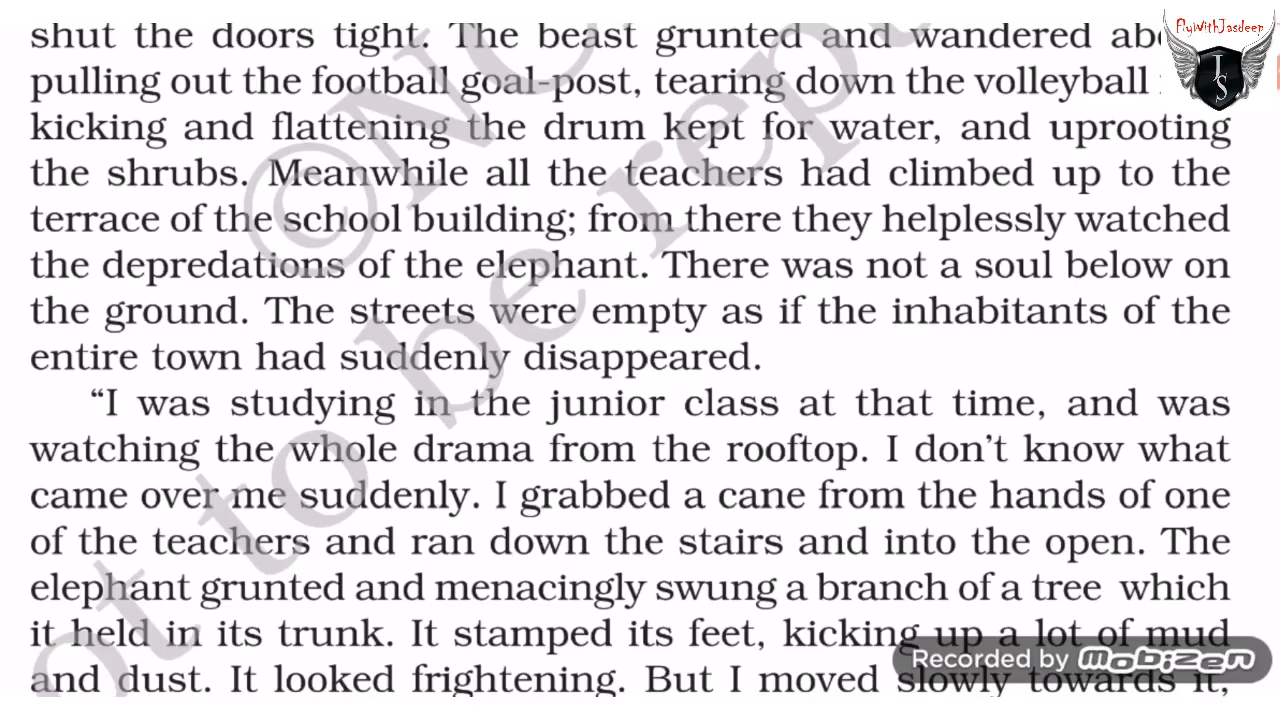 shut the doors tight. The beast grunted and wandered
pulling out the football goal-post, tearing down the volleyball
kicking and flattening the drum kept for water, and uprooting
the shrubs. Meanwhile all the teachers had climbed up to the
terrace of the school building; from there they helplessly watched
the depredations of the elephant. There was not a soul below on
the ground. The streets were empty as if the inhabitants of the
entire town had suddenly disappeared.
“I was studying in the junior class at that time, and was
watching the whole drama from the rooftop. I don’t know what
came over me suddenly. I grabbed a cane from the hands of one
of the teachers and ran down the stairs and into the open. The
elephant grunted and menacingly swung a branch of a tree which
it held in its trunk. It stamped its feet, kicking up a lot of mud
and dust. It looked frightening. But I moved slowly towards it,
FlyWithJasdeep
J S
Recorded by mobizen
not to be rep